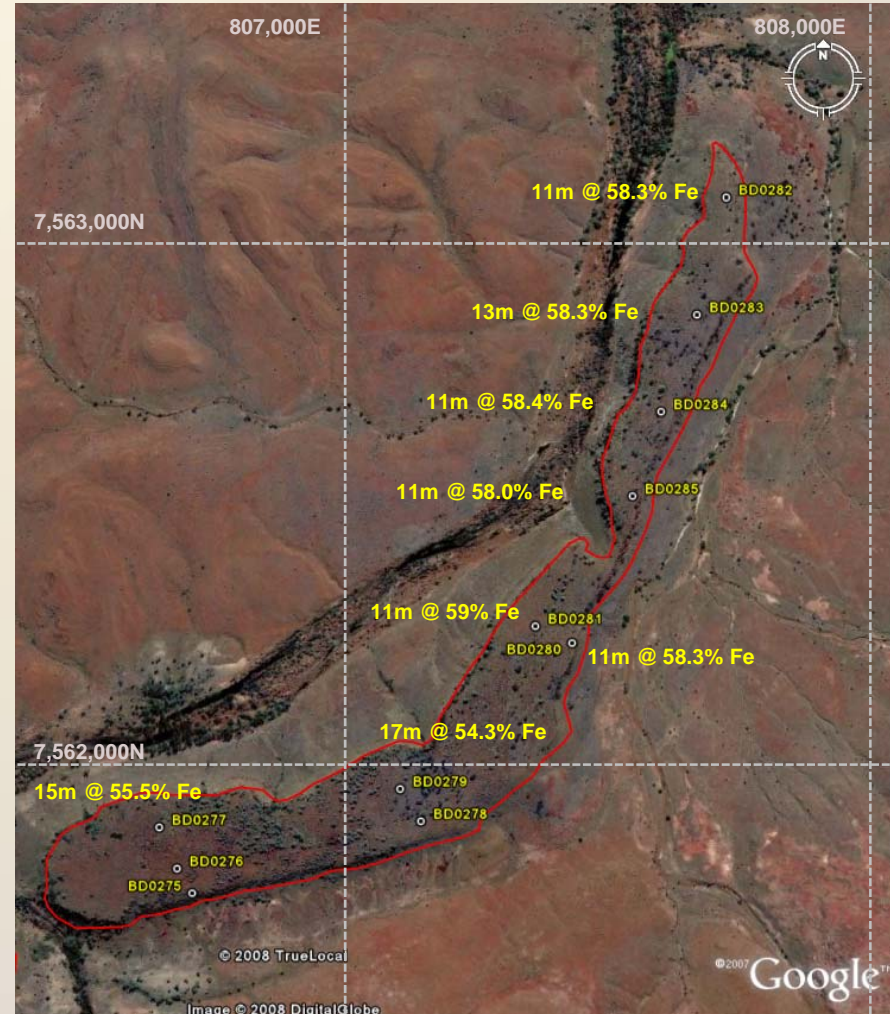 807,000E
808,000E
N
11m @ 58.3% Fe
BD0282
7,563,000N
13m @ 58.3% Fe
BD0283
11m @ 58.4% Fe
BD0284
11m @ 58.0% Fe
BD0285
11m @ 59% Fe
BD0281
BD0280
11m @ 58.3% Fe
17m @ 54.3% Fe
7,562,000N
15m @ 55.5% Fe
BD0279
BD0278
BD0277
BD0276
BD0275
© 2008 TrueLocal
©2007 Google™
Image © 2008 DigitalGlobe